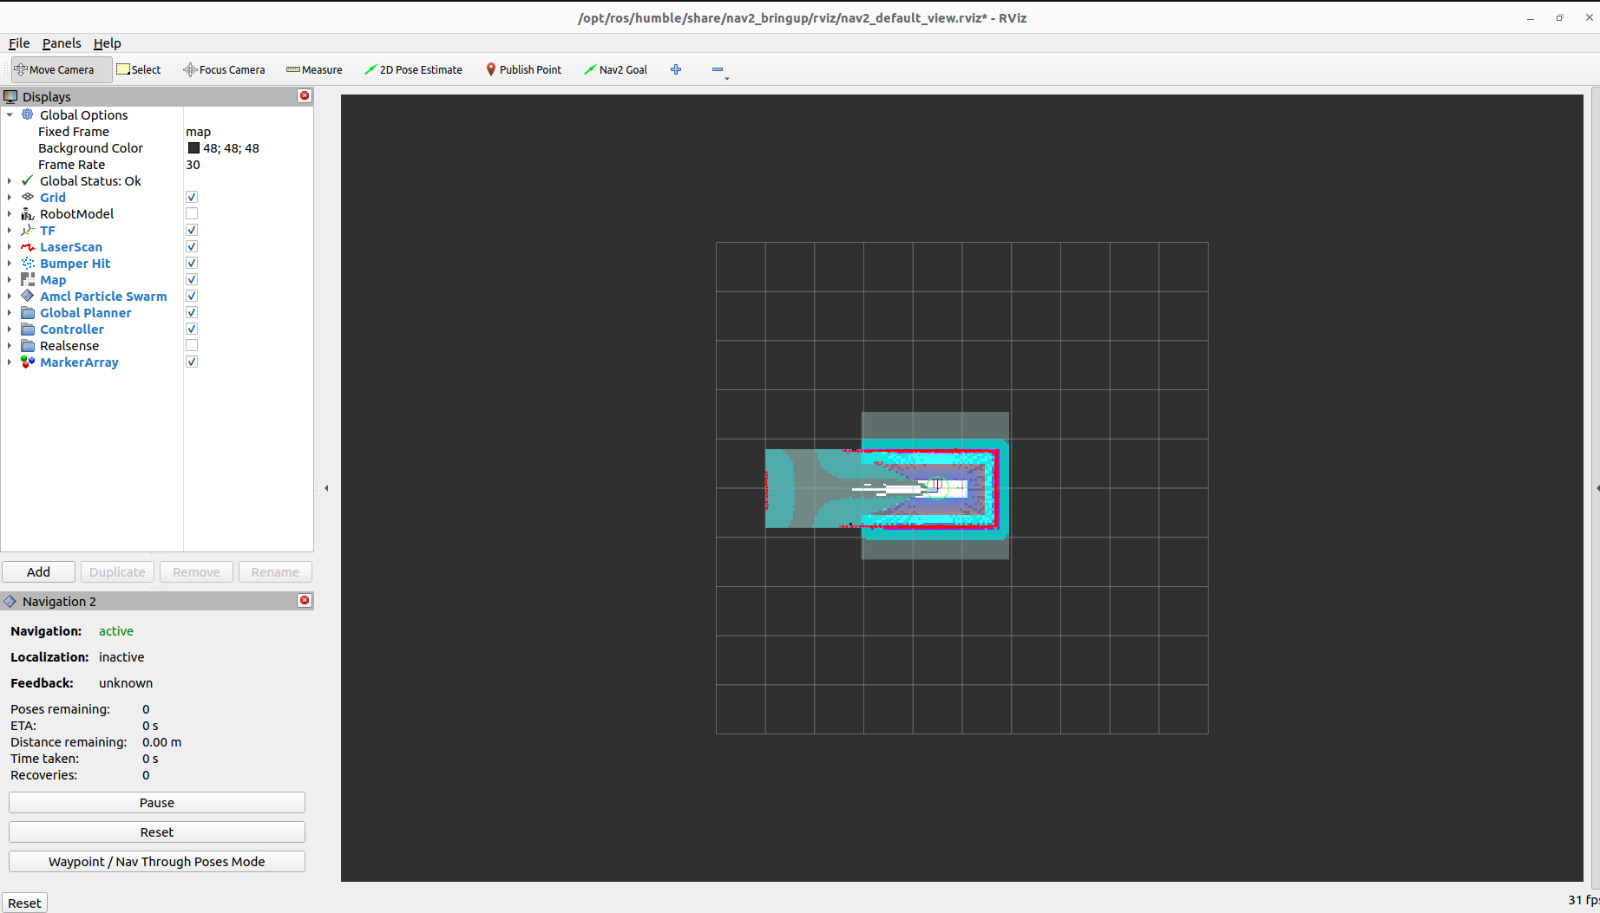 /opt/ros/humble/share/nav2_bringup/rviz/nav2_default_view.rviz* - RViz
File Panels Help
Move Camera Select Focus Camera Measure 2D Pose Estimate Publish Point Nav2 Goal
Displays
Global Options
Fixed Frame map
Background Color 48; 48; 48
Frame Rate 30
Global Status: Ok
Grid
RobotModel
TF
LaserScan
Bumper Hit
Map
Amcl Particle Swarm
Global Planner
Controller
Realsense
MarkerArray
Add Duplicate Remove Rename
Navigation 2
Navigation: active
Localization: inactive
Feedback: unknown
Poses remaining: 0
ETA: 0 s
Distance remaining: 0.00 m
Time taken: 0 s
Recoveries: 0
Pause
Reset
Waypoint / Nav Through Poses Mode
Reset
31 fps